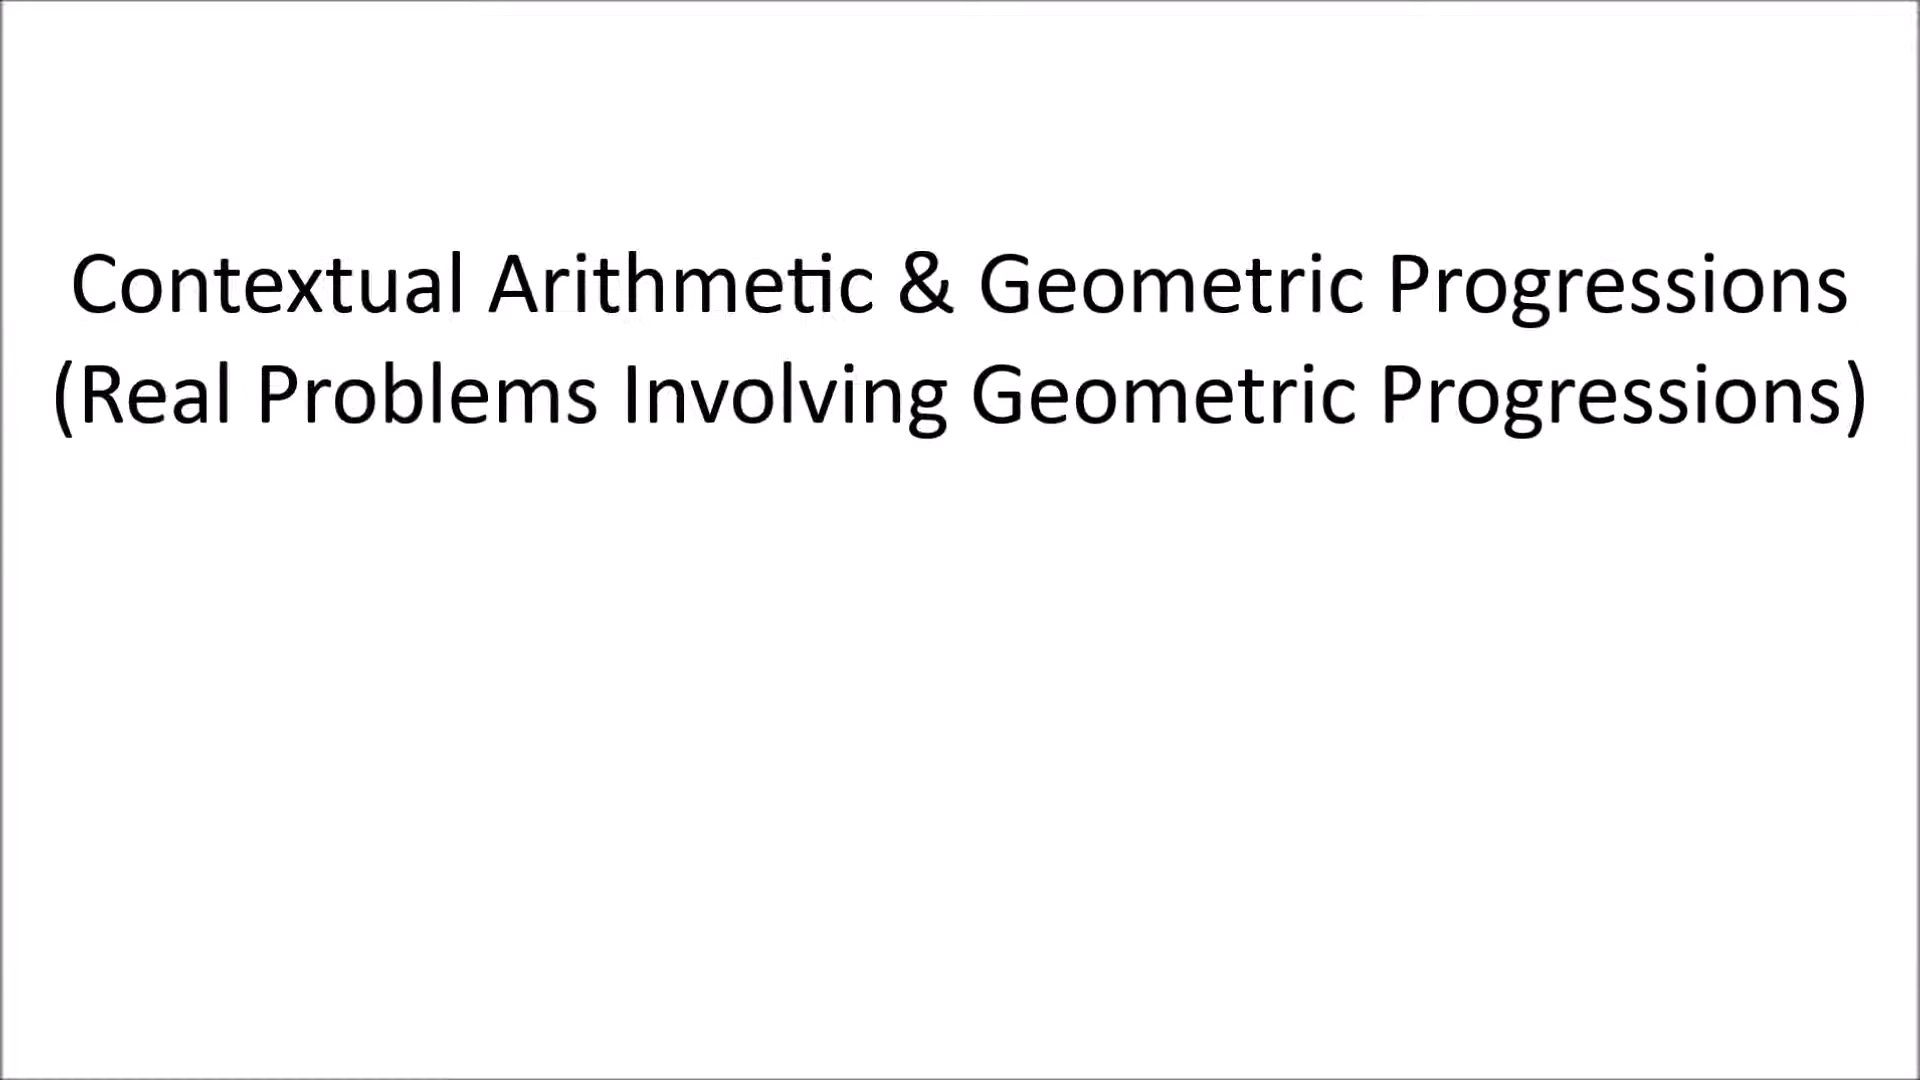 Contextual Arithmetic & Geometric Progressions
(Real Problems Involving Geometric Progressions)